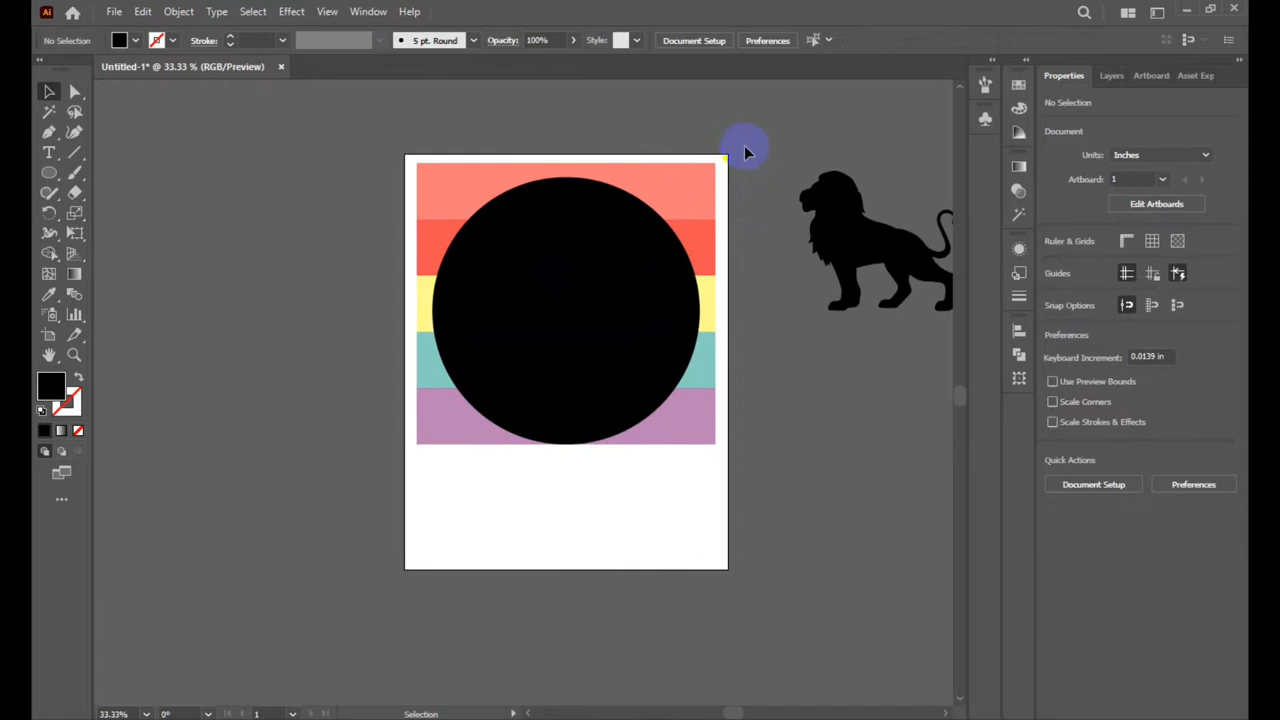 Ai File Edit Object Type Select Effect View Window Help
No Selection Stroke: 5 pt. Round Opacity: 100% Style: Document Setup Preferences
Untitled-1* @ 33.33 % (RGB/Preview) ×
Properties Layers Artboard Asset Exp
No Selection
Document
Units: Inches
Artboard: 1
Edit Artboards
Ruler & Grids
Guides
Snap Options
Preferences
Keyboard Increment: 0.0139 in
Use Preview Bounds
Scale Corners
Scale Strokes & Effects
Quick Actions
Document Setup Preferences
33.33% 0° 1 Selection